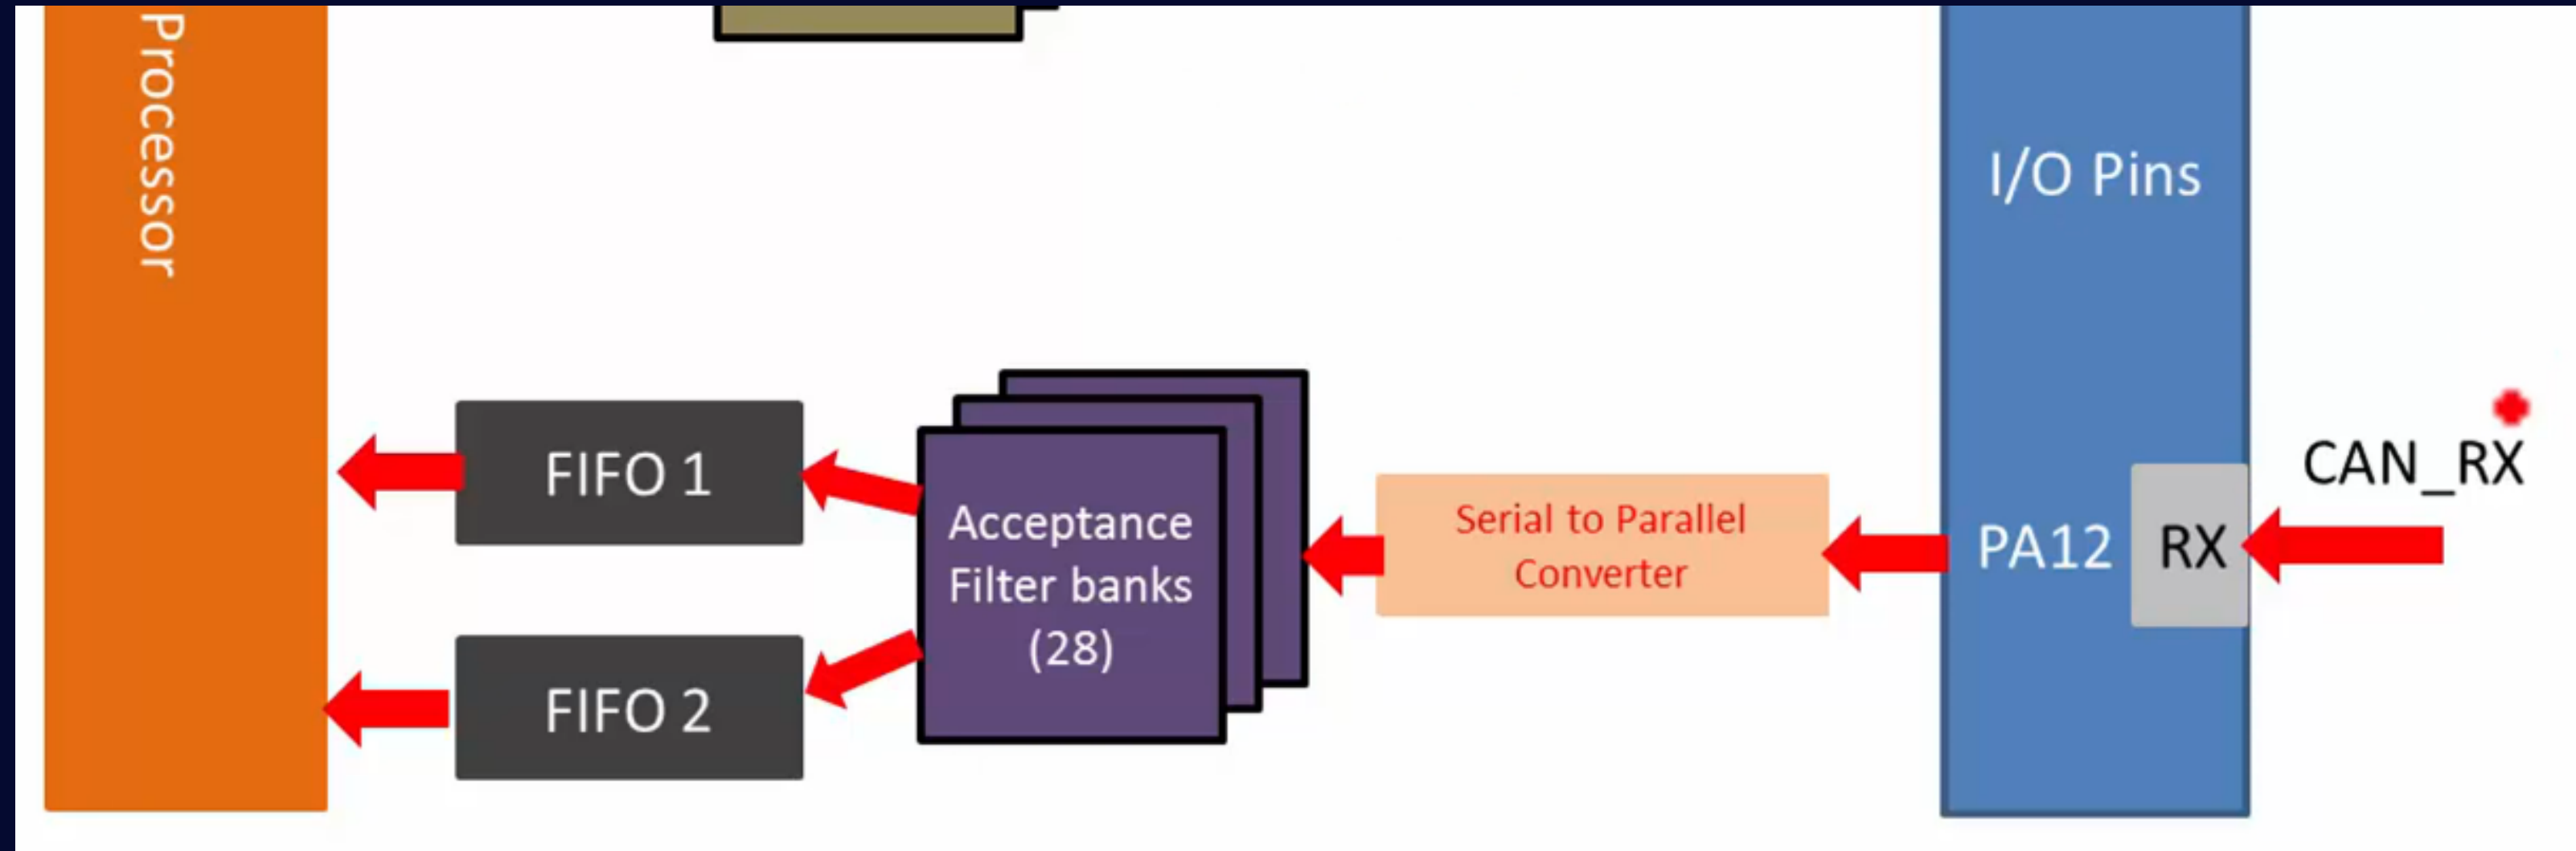 Processor
I/O Pins
FIFO 1
FIFO 2
Acceptance
Filter banks
(28)
Serial to Parallel
Converter
PA12
RX
CAN_RX